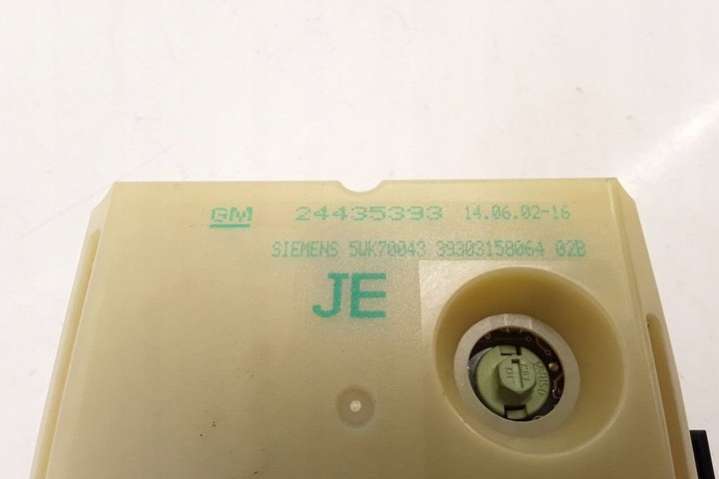 GM 24435393 14.06.02-16
SIEMENS 5WK70043 39303158064 02B
JE